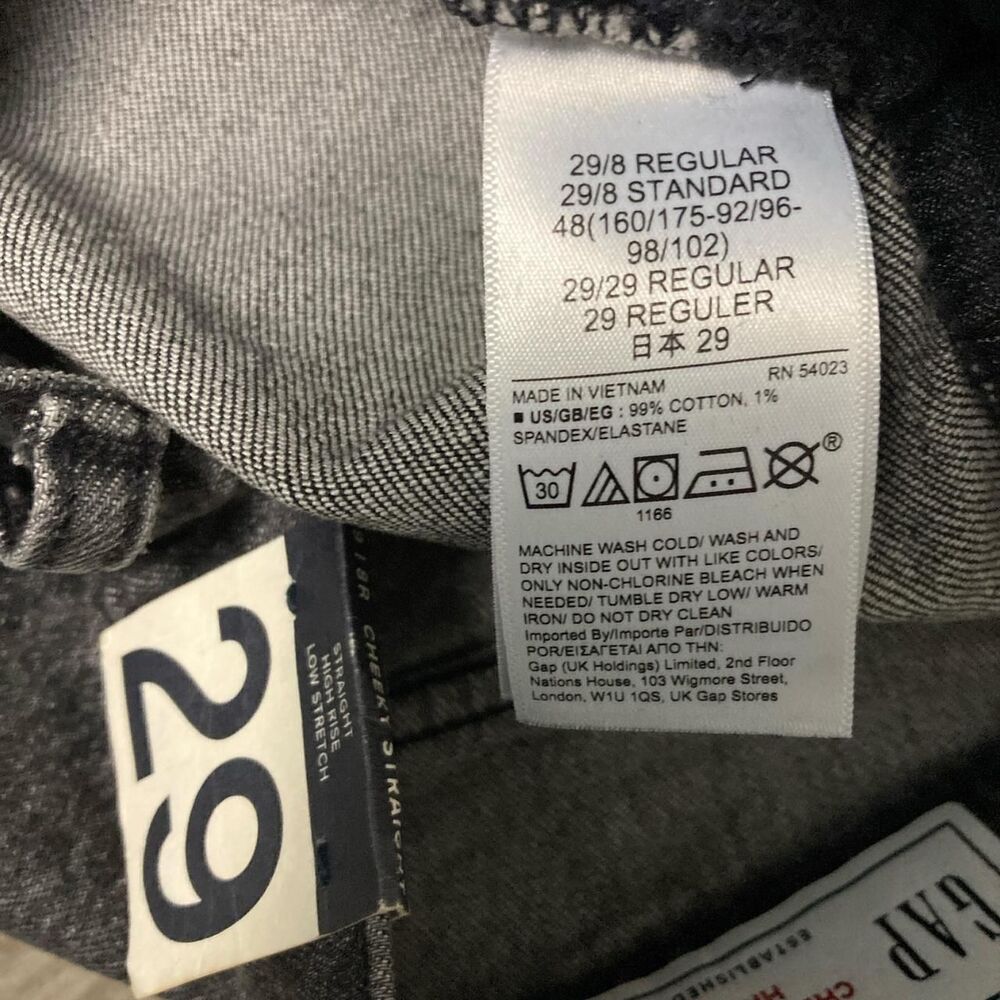 29/8 REGULAR
29/8 STANDARD
48(160/175-92/96-
98/102)
29/29 REGULAR
29 REGULER
日本 29
MADE IN VIETNAM RN 54023
■ US/GB/EG : 99% COTTON, 1%
SPANDEX/ELASTANE
30
®
1166
MACHINE WASH COLD/ WASH AND
DRY INSIDE OUT WITH LIKE COLORS/
ONLY NON-CHLORINE BLEACH WHEN
NEEDED/ TUMBLE DRY LOW/ WARM
IRON/ DO NOT DRY CLEAN
Imported By/Importe Par/DISTRIBUIDO
POR/ΕΙΣΑΓΕΤΑΙ ΑΠΟ ΤΗΝ:
Gap (UK Holdings) Limited, 2nd Floor
Nations House, 103 Wigmore Street,
London, W1U 1QS, UK Gap Stores
29
STRAIGHT
HIGH RISE
LOW STRETCH
CHEEKY STRAIGHT
GAP
ESTABLISHED